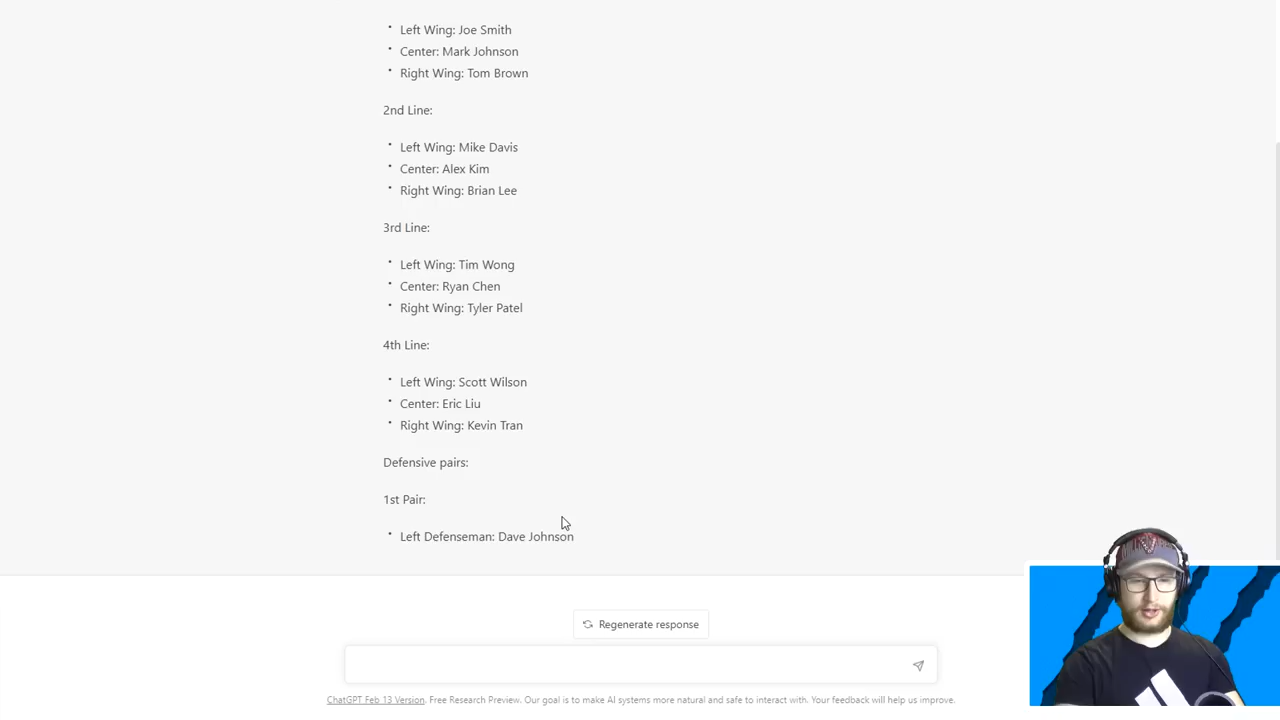 Left Wing: Joe Smith
Center: Mark Johnson
Right Wing: Tom Brown
2nd Line:
Left Wing: Mike Davis
Center: Alex Kim
Right Wing: Brian Lee
3rd Line:
Left Wing: Tim Wong
Center: Ryan Chen
Right Wing: Tyler Patel
4th Line:
Left Wing: Scott Wilson
Center: Eric Liu
Right Wing: Kevin Tran
Defensive pairs:
1st Pair:
Left Defenseman: Dave Johnson
Regenerate response
ChatGPT Feb 13 Version. Free Research Preview. Our goal is to make AI systems more natural and safe to interact with. Your feedback will help us improve.